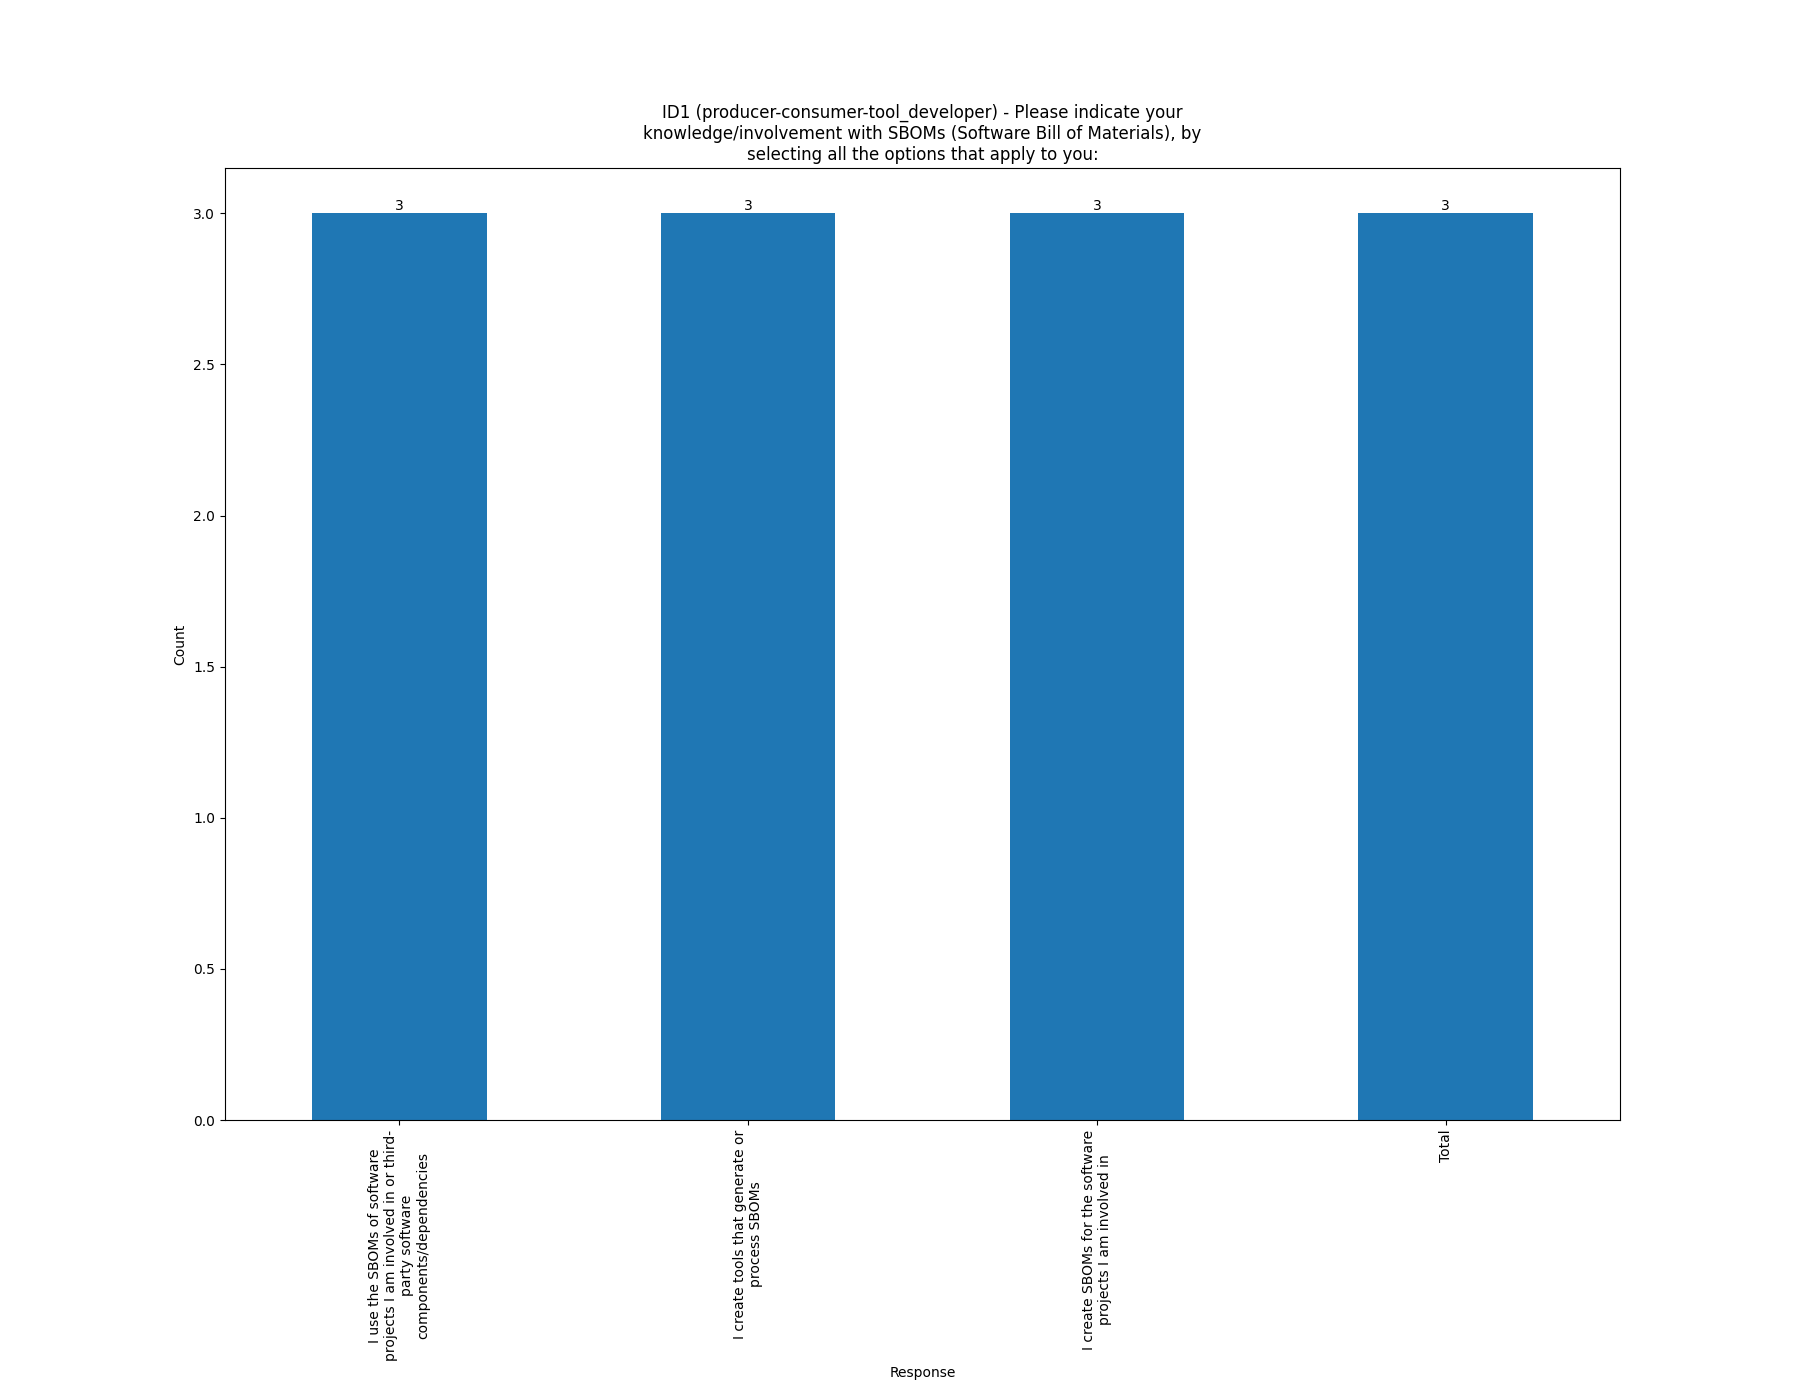 ID1 (producer-consumer-tool_developer) - Please indicate your
knowledge/involvement with SBOMs (Software Bill of Materials), by
selecting all the options that apply to you:
3
3
3
3
3.0
2.5
2.0
1.5
1.0
0.5
0.0
Count
I use the SBOMs of software
projects I am involved in or third-
party software
components/dependencies
I create tools that generate or
process SBOMs
I create SBOMs for the software
projects I am involved in
Total
Response